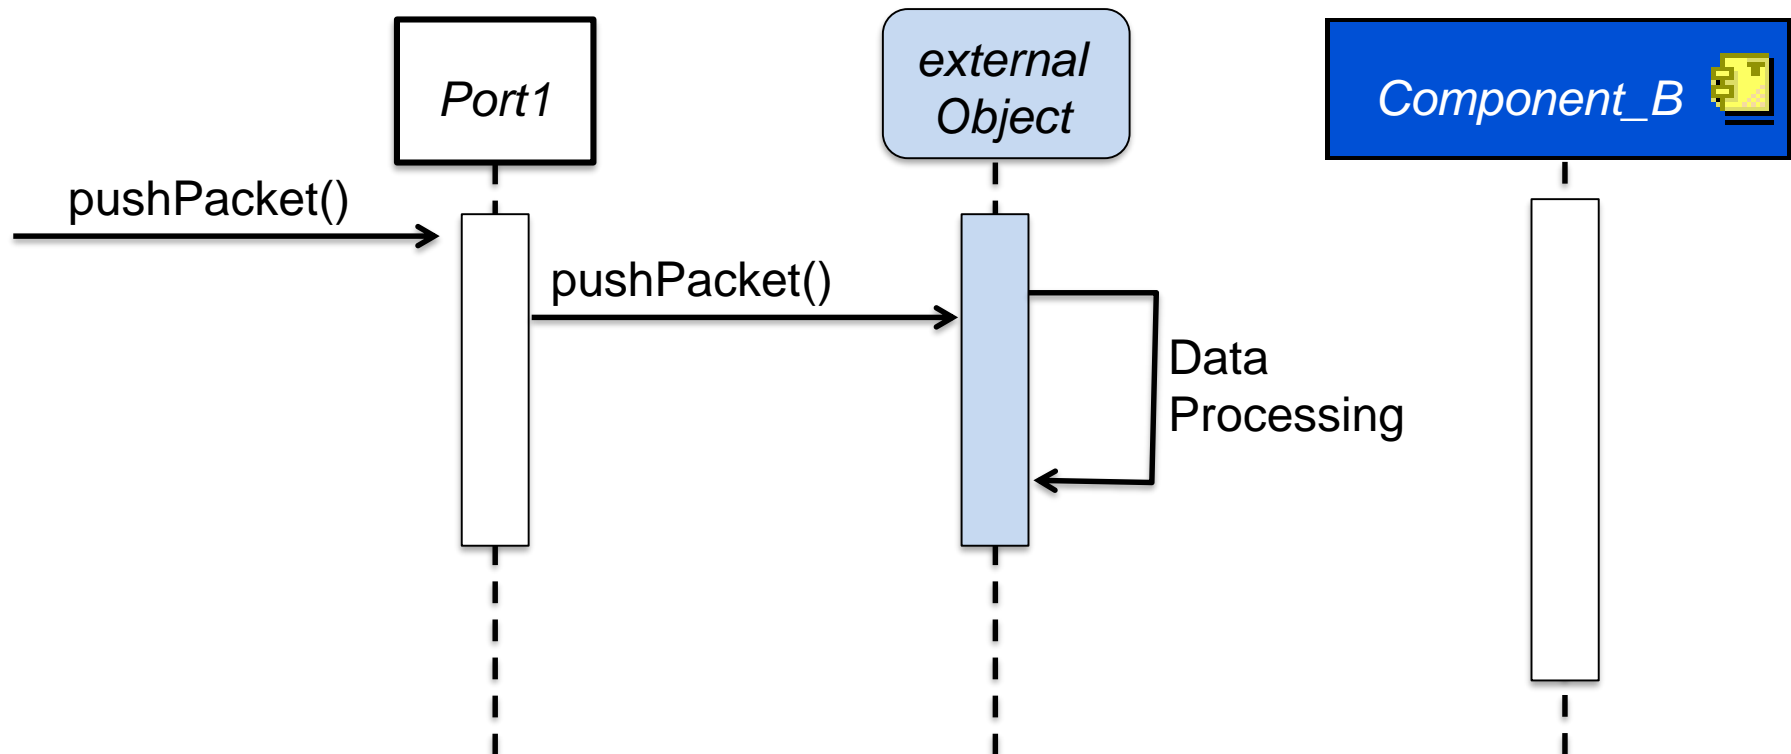 Port1
external
Object
Component_B
pushPacket()
pushPacket()
Data
Processing